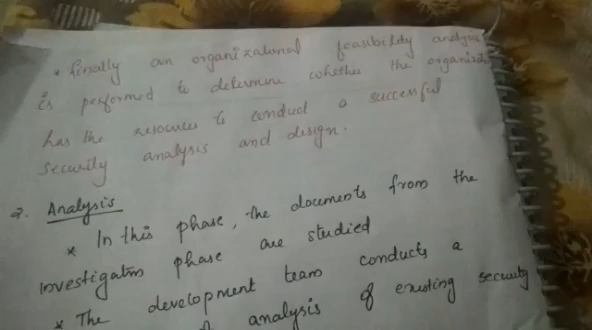 * Finally an organizational feasibility analysis
is performed to determine whether the
has the resources to conduct a successful
security analysis and design.
2. Analysis
* In this phase, the documents from the
investigation phase are studied
* The development team conducts a
analysis of existing security